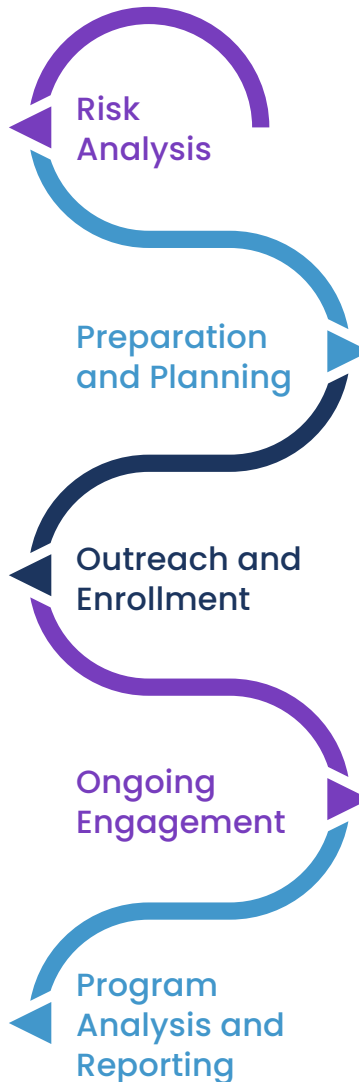 Risk
Analysis
Preparation
and Planning
Outreach and
Enrollment
Ongoing
Engagement
Program
Analysis and
Reporting